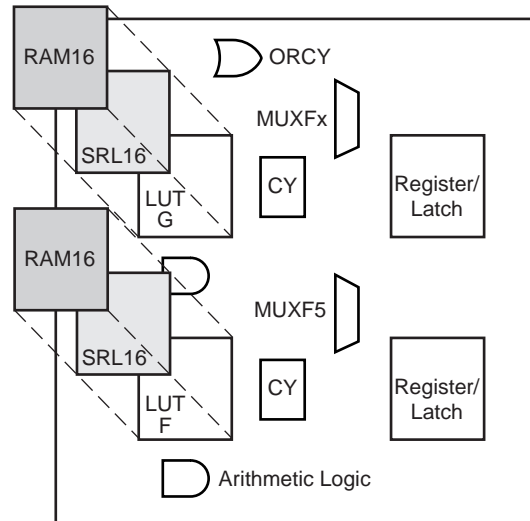 RAM16
ORCY
SRL16
MUXFx
LUT
G
CY
Register/
Latch
RAM16
SRL16
MUXF5
LUT
F
CY
Register/
Latch
Arithmetic Logic